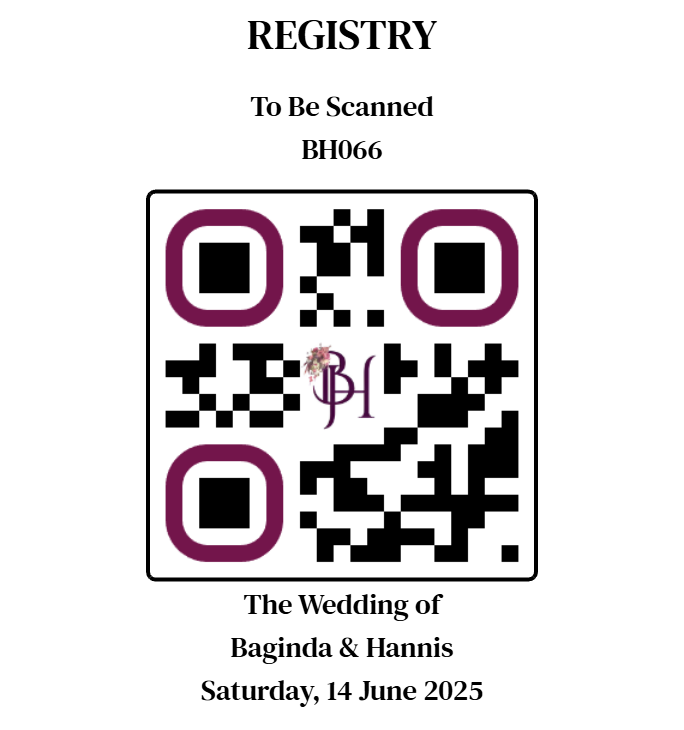 REGISTRY
To Be Scanned
BH066
BH
The Wedding of
Baginda & Hannis
Saturday, 14 June 2025